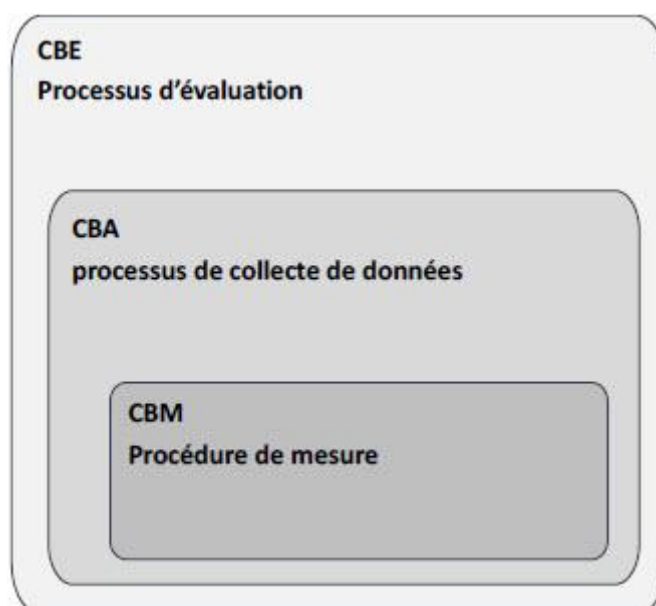 CBE
Processus d’évaluation
CBA
processus de collecte de données
CBM
Procédure de mesure